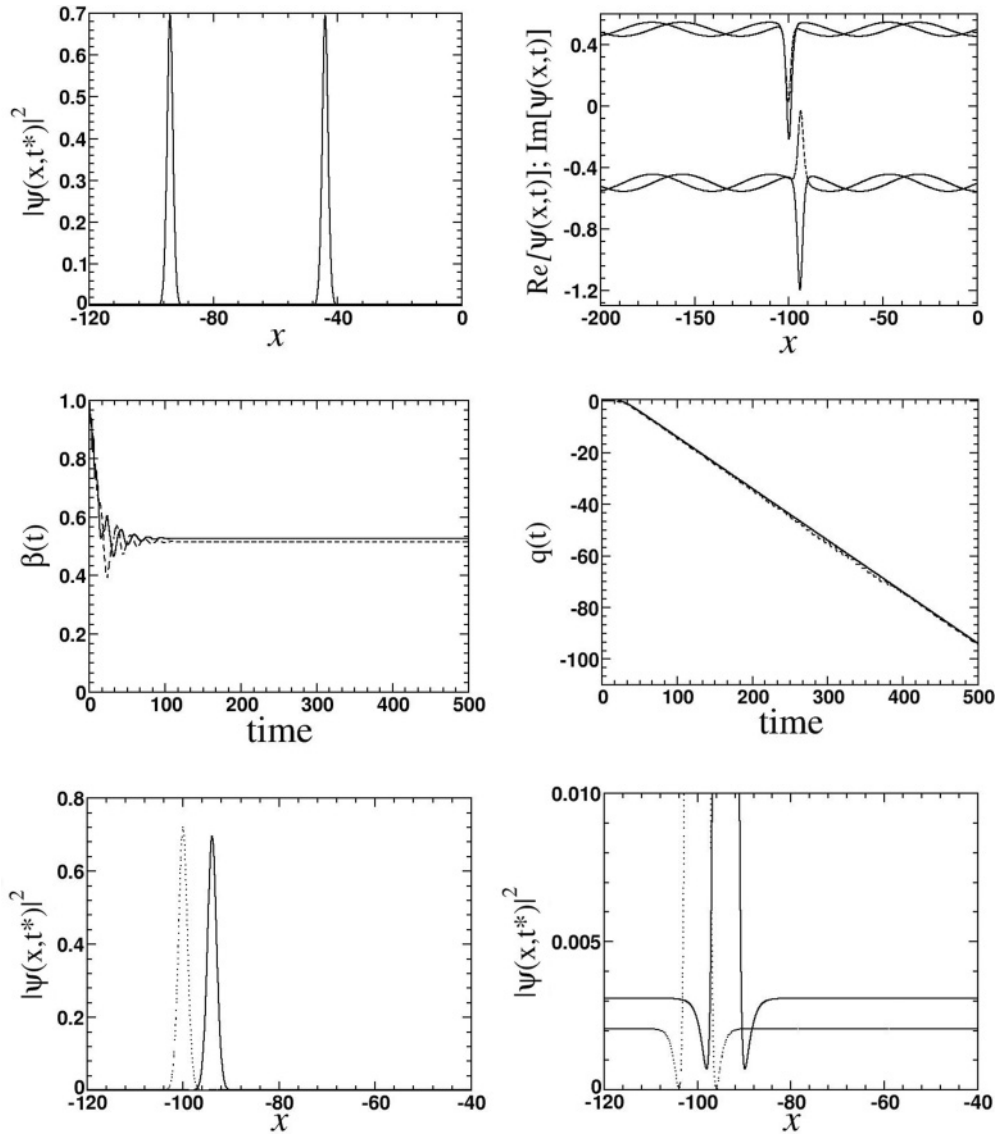 0.7
0.6
0.5
0.4
0.3
0.2
0.1
0
-120 -80 -40 0
x
|ψ(x,t*)|²
0.4
0
-0.4
-0.8
-1.2
-200 -150 -100 -50 0
x
Re[ψ(x,t)]; Im[ψ(x,t)]
1.0
0.8
0.6
0.4
0.2
0
0 100 200 300 400 500
time
β(t)
0
-20
-40
-60
-80
-100
0 100 200 300 400 500
time
q(t)
0.8
0.6
0.4
0.2
0
-120 -100 -80 -60 -40
x
|ψ(x,t*)|²
0.010
0.005
0
-120 -100 -80 -60 -40
x
|ψ(x,t*)|²